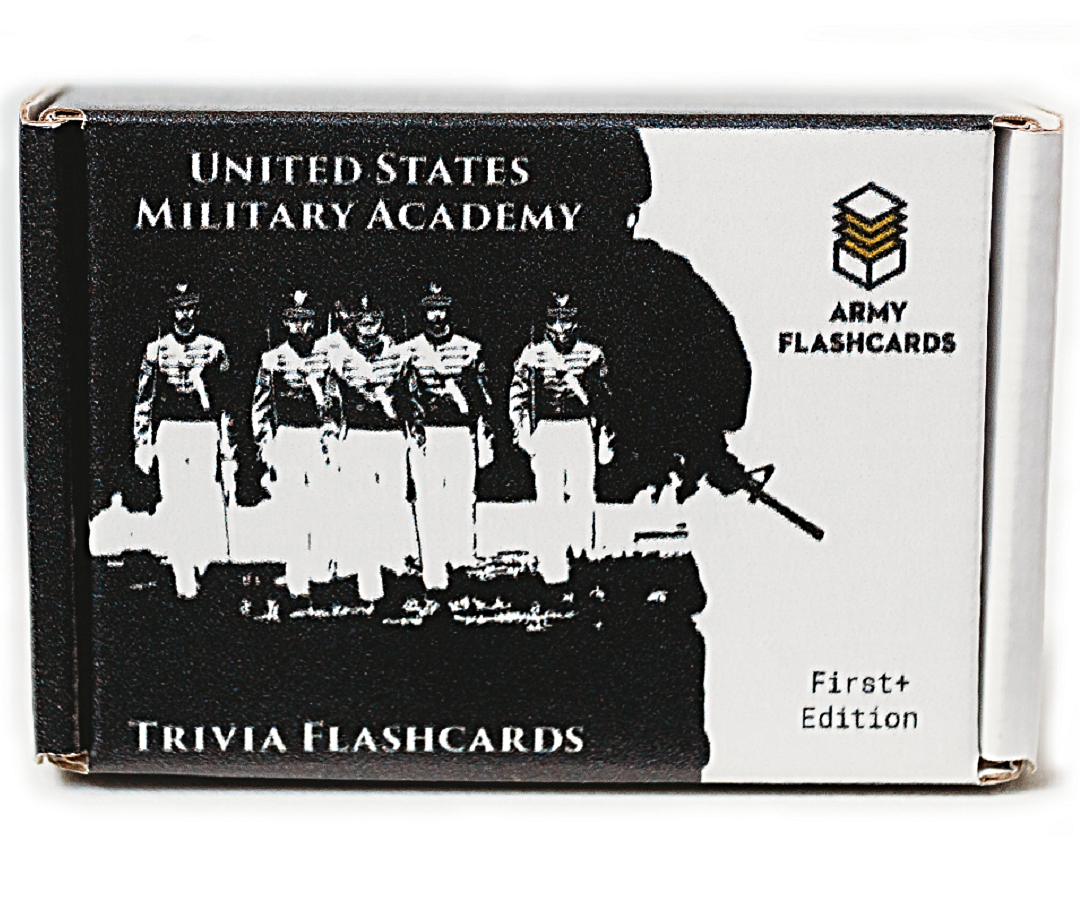 United States
Military Academy
ARMY
FLASHCARDS
First+
Edition
Trivia Flashcards